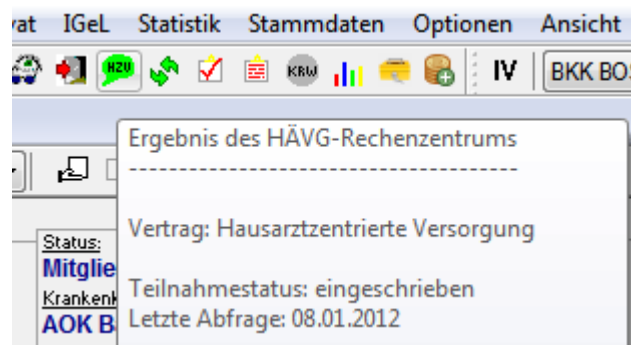 vat IGeL Statistik Stammdaten Optionen Ansicht
HZV KRW IV BKK BO
Ergebnis des HÄVG-Rechenzentrums
---------------------------------------
Vertrag: Hausarztzentrierte Versorgung
Status:
Mitglie
Teilnahmestatus: eingeschrieben
Krankenk
Letzte Abfrage: 08.01.2012
AOK B